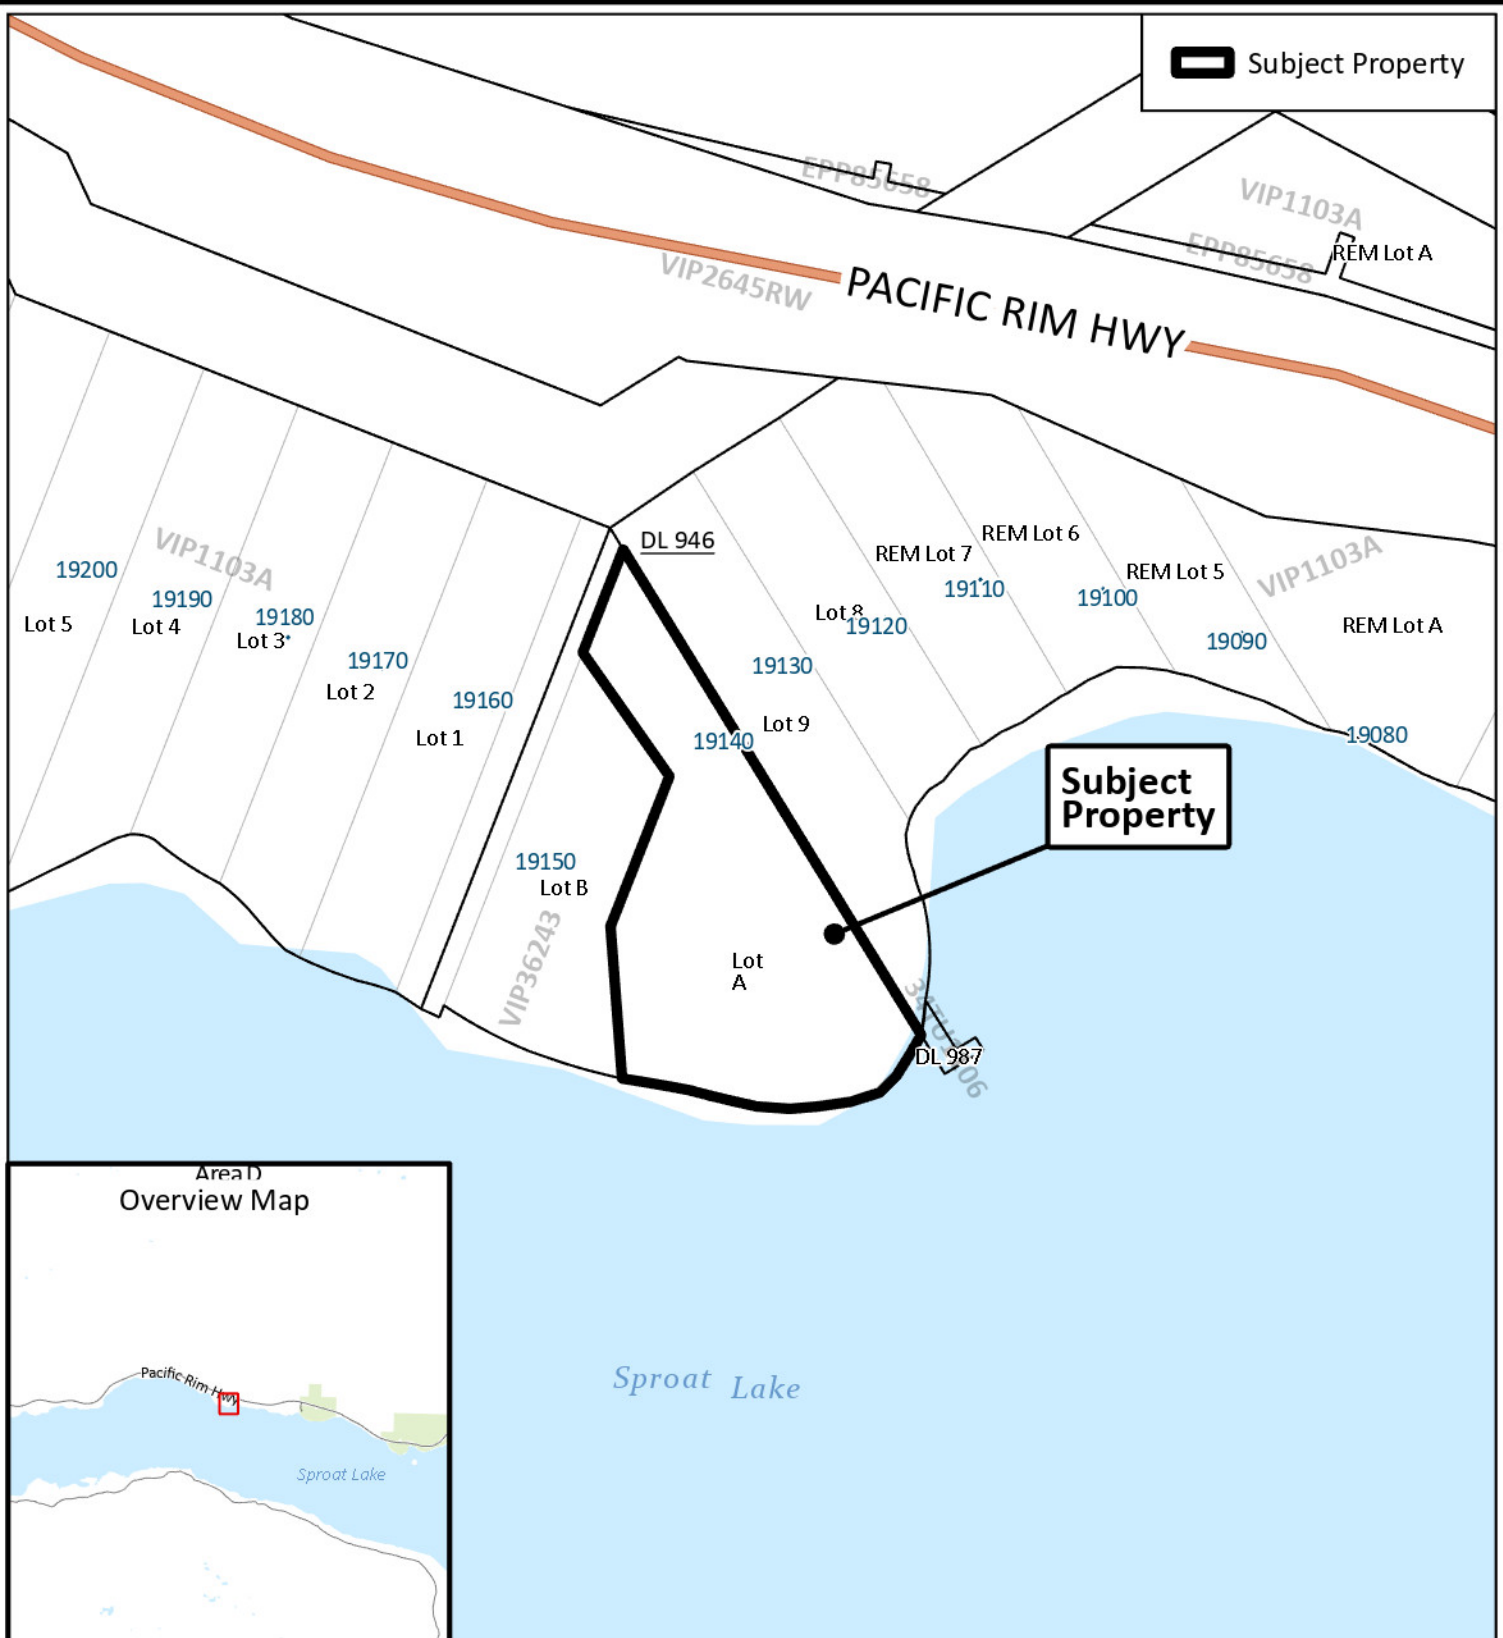 Subject Property
EPP85658
VIP1103A
EPP85658
REM Lot A
VIP2645RW
PACIFIC RIM HWY
DL 946
REM Lot 6
REM Lot 7
REM Lot 5
VIP1103A
VIP1103A
19200
19190
19180
19110
19100
Lot 5
Lot 4
Lot 3
Lot 8
19120
REM Lot A
19090
19170
19130
Lot 2
19160
Lot 1
Lot 9
19140
19080
Subject
Property
19150
Lot B
VIP36243
Lot
A
34TU1406
DL 987
Area D
Overview Map
Pacific Rim Hwy
Sproat Lake
Sproat Lake